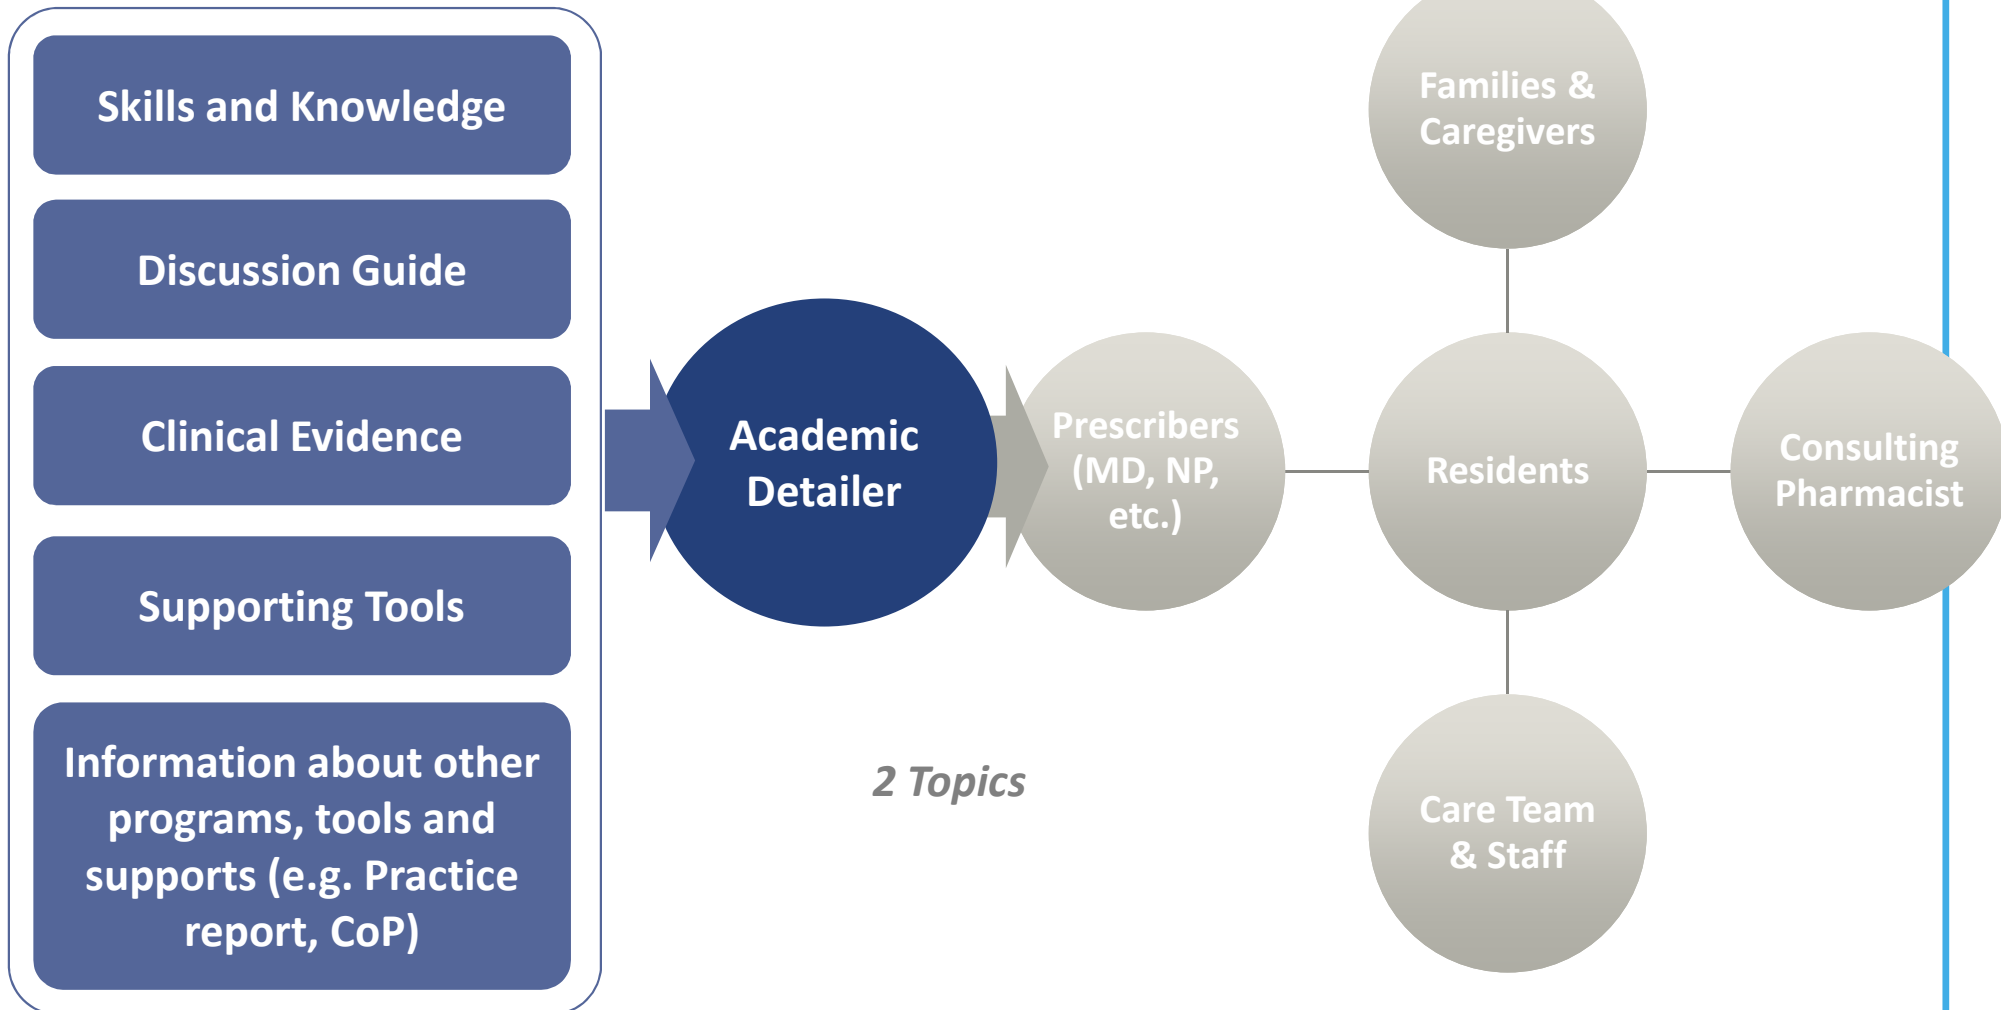 Skills and Knowledge
Discussion Guide
Clinical Evidence
Supporting Tools
Information about other
programs, tools and
supports (e.g. Practice
report, CoP)
Academic
Detailer
2 Topics
Prescribers
(MD, NP,
etc.)
Families &
Caregivers
Residents
Consulting
Pharmacist
Care Team
& Staff